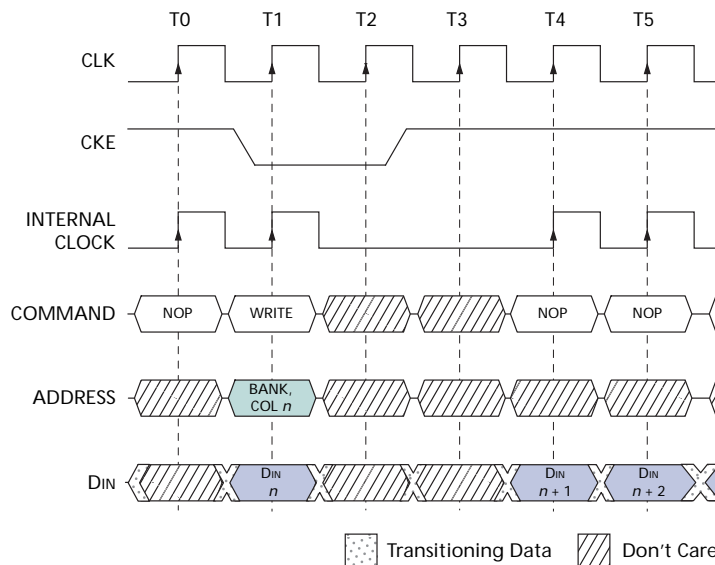 T0 T1 T2 T3 T4 T5
CLK
CKE
INTERNAL
CLOCK
COMMAND NOP WRITE NOP NOP
ADDRESS BANK,
COL n
DIN DIN
n DIN
n + 1 DIN
n + 2
Transitioning Data Don't Care